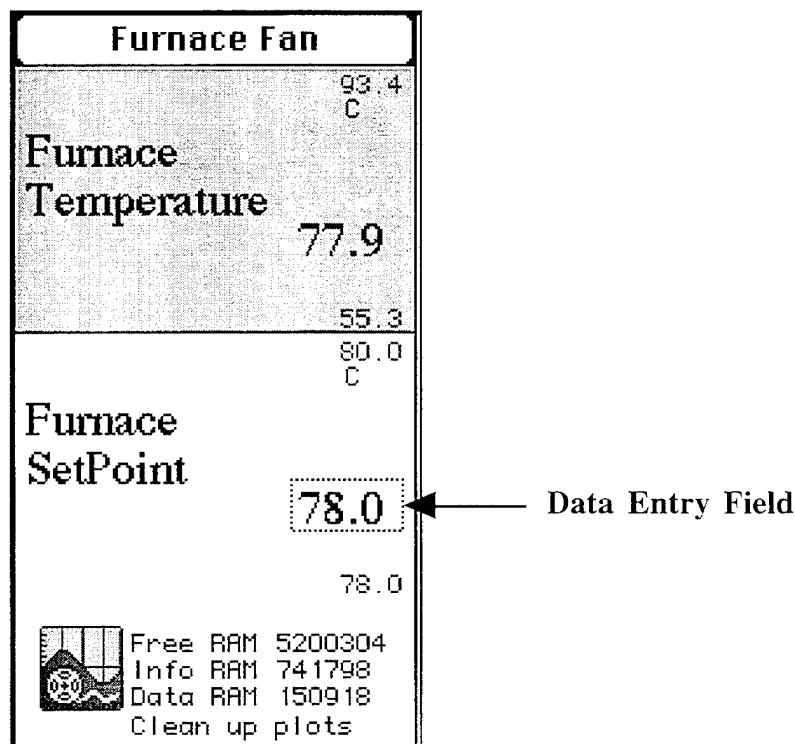 Furnace Fan
93.4
C
Furnace
Temperature
77.9
55.3
80.0
C
Furnace
SetPoint
78.0
Data Entry Field
78.0
Free RAM 5200304
Info RAM 741798
Data RAM 150918
Clean up plots